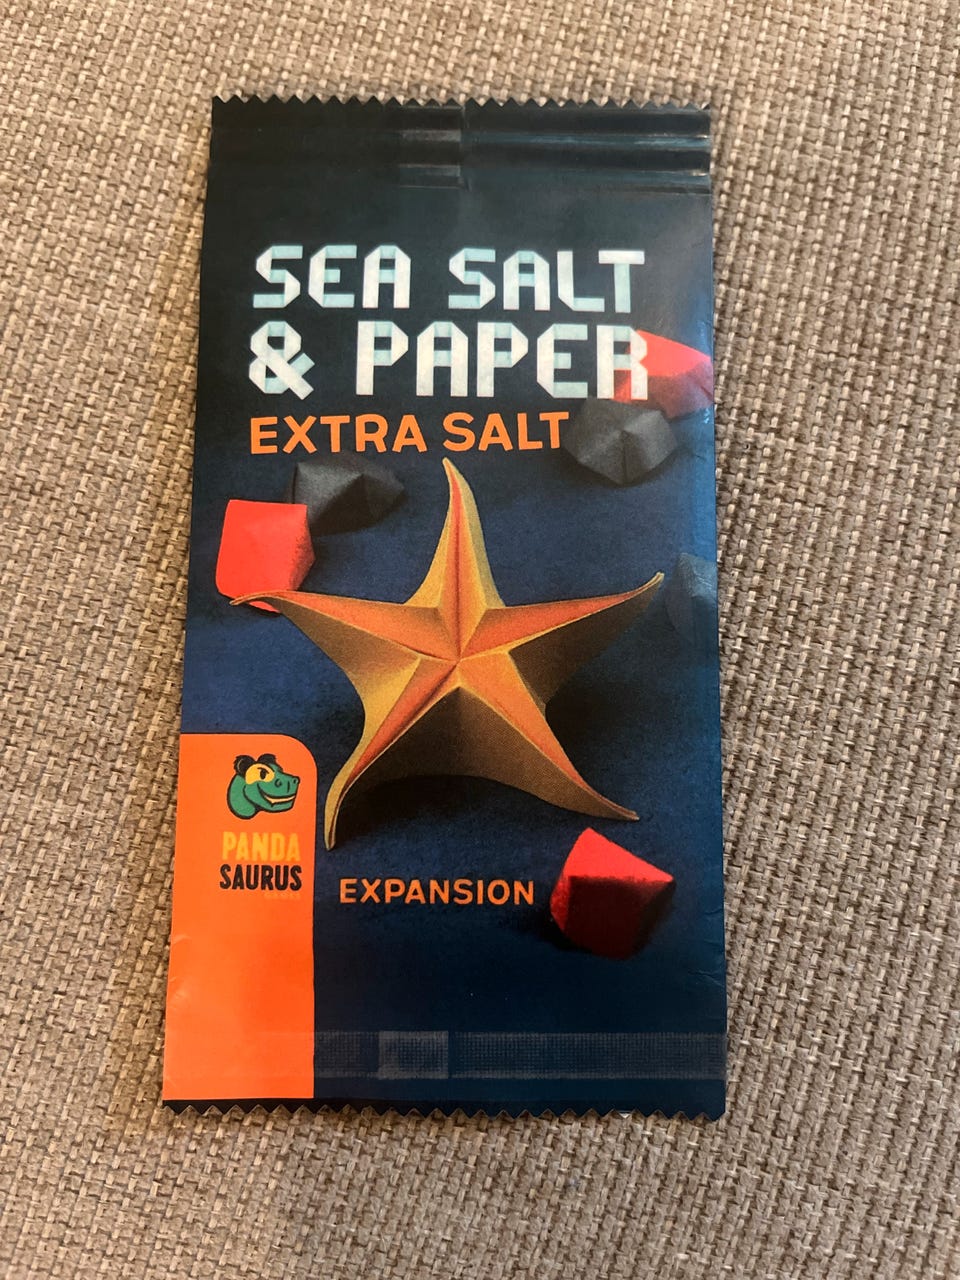 SEA SALT
& PAPER
EXTRA SALT
PANDA
SAURUS
EXPANSION